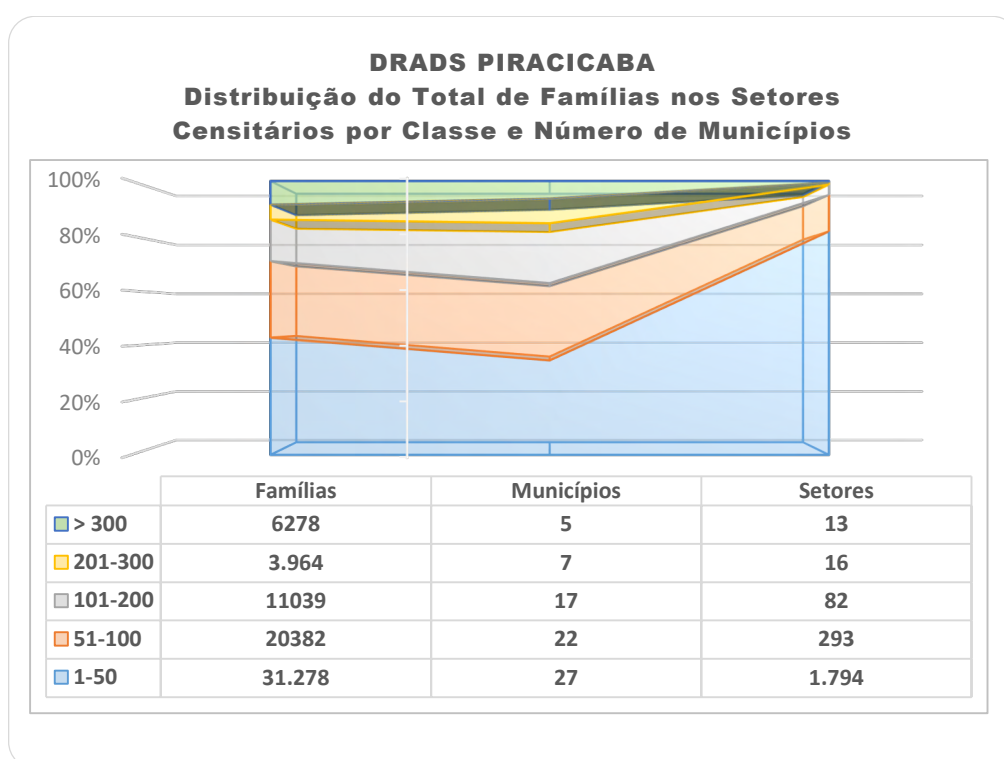 DRADS PIRACICABA
Distribuição do Total de Famílias nos Setores
Censitários por Classe e Número de Municípios
100%
80%
60%
40%
20%
0%
Famílias Municípios Setores
> 300 6278 5 13
201-300 3.964 7 16
101-200 11039 17 82
51-100 20382 22 293
1-50 31.278 27 1.794